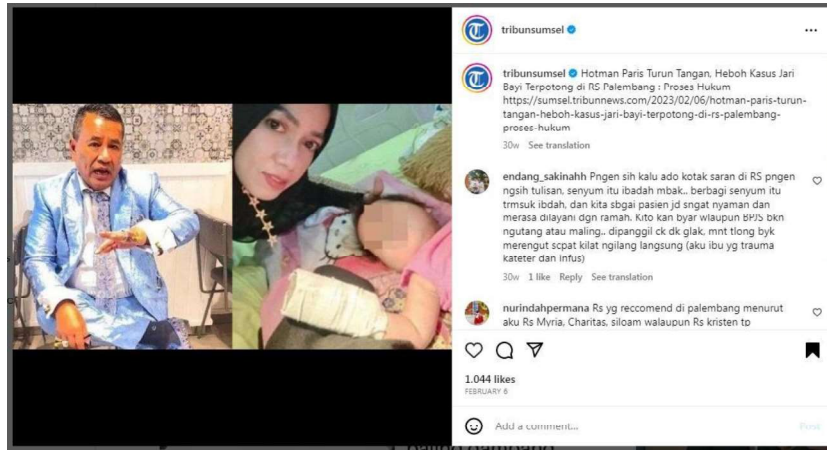 tribunsumsel
tribunsumsel Hotman Paris Turun Tangan, Heboh Kasus Jari
Bayi Terpotong di RS Palembang : Proses Hukum
https://sumsel.tribunnews.com/2023/02/06/hotman-paris-turun-
tangan-heboh-kasus-jari-bayi-terpotong-di-rs-palembang-
proses-hukum
30w See translation
endang_sakinahh Pngen sih kalu ado kotak saran di RS pngen
ngsih tulisan, senyum itu ibadah mbak.. berbagi senyum itu
trmsuk ibdah, dan kita sbgai pasien jd sngat nyaman dan
merasa dilayani dgn ramah. Kito kan byar wlaupun BPJS bkn
ngutang atau maling.. dipanggil ck dk glak, mnt tlong byk
merengut scpat kilat ngilang langsung (aku ibu yg trauma
kateter dan infus)
30w 1 like Reply See translation
nurindahpermana Rs yg reccomend di palembang menurut
aku Rs Myria, Charitas, siloam walaupun Rs kristen tp
1.044 likes
FEBRUARY 6
Add a comment...
Post